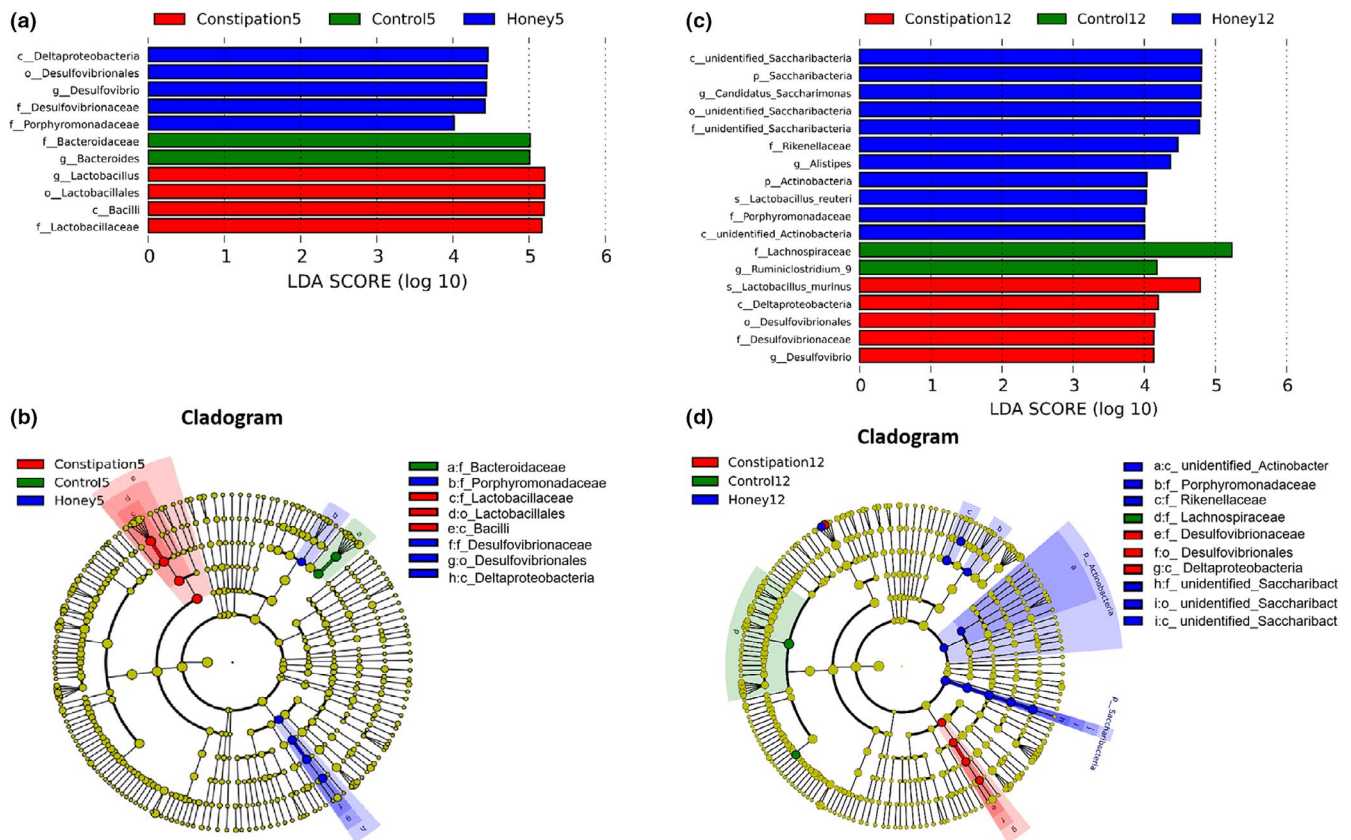 (a)
Constipation5 Control5 Honey5
c__Deltaproteobacteria
o__Desulfovibrionales
g__Desulfovibrio
f__Desulfovibrionaceae
f__Porphyromonadaceae
f__Bacteroidaceae
g__Bacteroides
g__Lactobacillus
o__Lactobacillales
c__Bacilli
f__Lactobacillaceae
0 1 2 3 4 5 6
LDA SCORE (log 10)
(c)
Constipation12 Control12 Honey12
c__unidentified_Saccharibacteria
p__Saccharibacteria
g__Candidatus_Saccharimonas
o__unidentified_Saccharibacteria
f__unidentified_Saccharibacteria
f__Rikenellaceae
g__Alistipes
p__Actinobacteria
s__Lactobacillus_reuteri
f__Porphyromonadaceae
c__unidentified_Actinobacteria
f__Lachnospiraceae
g__Ruminiclostridium_9
s__Lactobacillus_murinus
c__Deltaproteobacteria
o__Desulfovibrionales
f__Desulfovibrionaceae
g__Desulfovibrio
0 1 2 3 4 5 6
LDA SCORE (log 10)
(b)
Cladogram
Constipation5
Control5
Honey5
a:f_Bacteroidaceae
b:f_Porphyromonadaceae
c:f_Lactobacillaceae
d:o_Lactobacillales
e:c_Bacilli
f:f_Desulfovibrionaceae
g:o_Desulfovibrionales
h:c_Deltaproteobacteria
e
d
c
b
a
f
g
h
(d)
Cladogram
Constipation12
Control12
Honey12
a:c_ unidentified_Actinobacter
b:f_ Porphyromonadaceae
c:f_ Rikenellaceae
d:f_ Lachnospiraceae
e:f_ Desulfovibrionaceae
f:o_ Desulfovibrionales
g:c_ Deltaproteobacteria
h:f_ unidentified_Saccharibact
i:o_ unidentified_Saccharibact
i:c_ unidentified_Saccharibact
c
b
a
p__Actinobacteria
d
p__Saccharibacteria
e
f
g